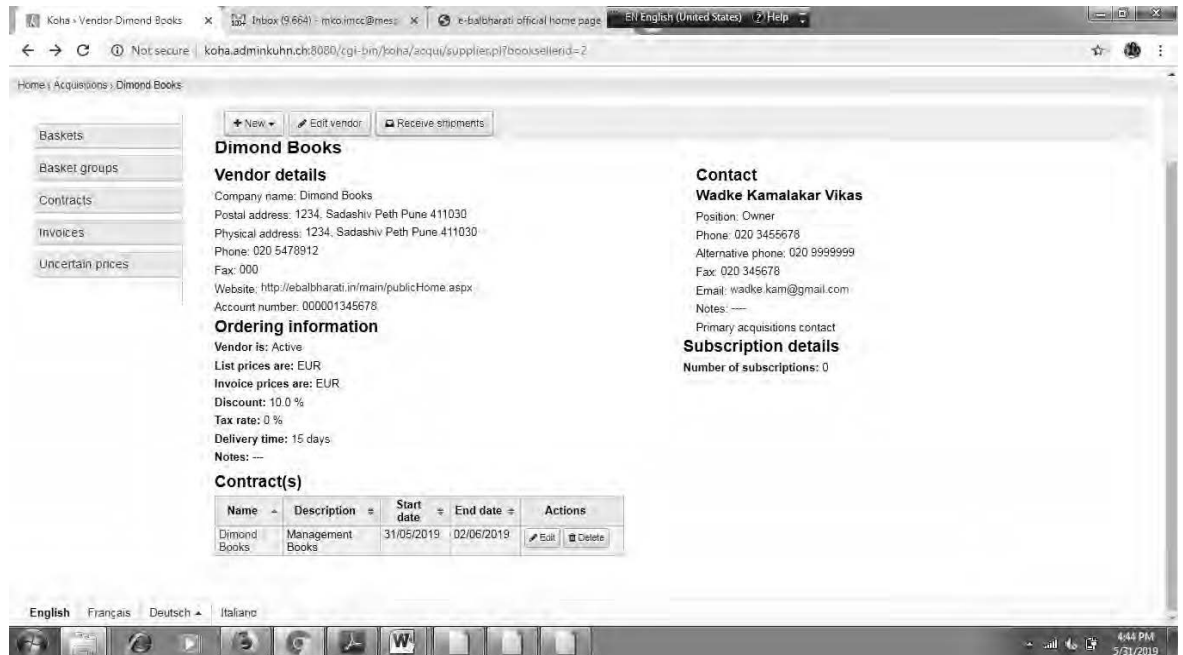 Koha › Vendor Dimond Books
Inbox (9,664) - mko.imcc@mesp
e-balbharati official home page
EN English (United States) Help
Not secure koha.adminkuhn.ch:8080/cgi-bin/koha/acqui/supplier.pl?booksellerid=2
Home › Acquisitions › Dimond Books
Baskets
Basket groups
Contracts
Invoices
Uncertain prices
+ New Edit vendor Receive shipments
Dimond Books
Vendor details
Company name: Dimond Books
Postal address: 1234, Sadashiv Peth Pune 411030
Physical address: 1234, Sadashiv Peth Pune 411030
Phone: 020 5478912
Fax: 000
Website: http://ebalbharati.in/main/publicHome.aspx
Account number: 000001345678
Ordering information
Vendor is: Active
List prices are: EUR
Invoice prices are: EUR
Discount: 10.0 %
Tax rate: 0 %
Delivery time: 15 days
Notes: ---
Contact
Wadke Kamalakar Vikas
Position: Owner
Phone: 020 3455678
Alternative phone: 020 9999999
Fax: 020 345678
Email: wadke.kam@gmail.com
Notes: ----
Primary acquisitions contact
Subscription details
Number of subscriptions: 0
Contract(s)
Name Description Start date End date Actions
Dimond Books Management Books 31/05/2019 02/06/2019 Edit Delete
English Français Deutsch Italiano
4:44 PM
5/31/2019